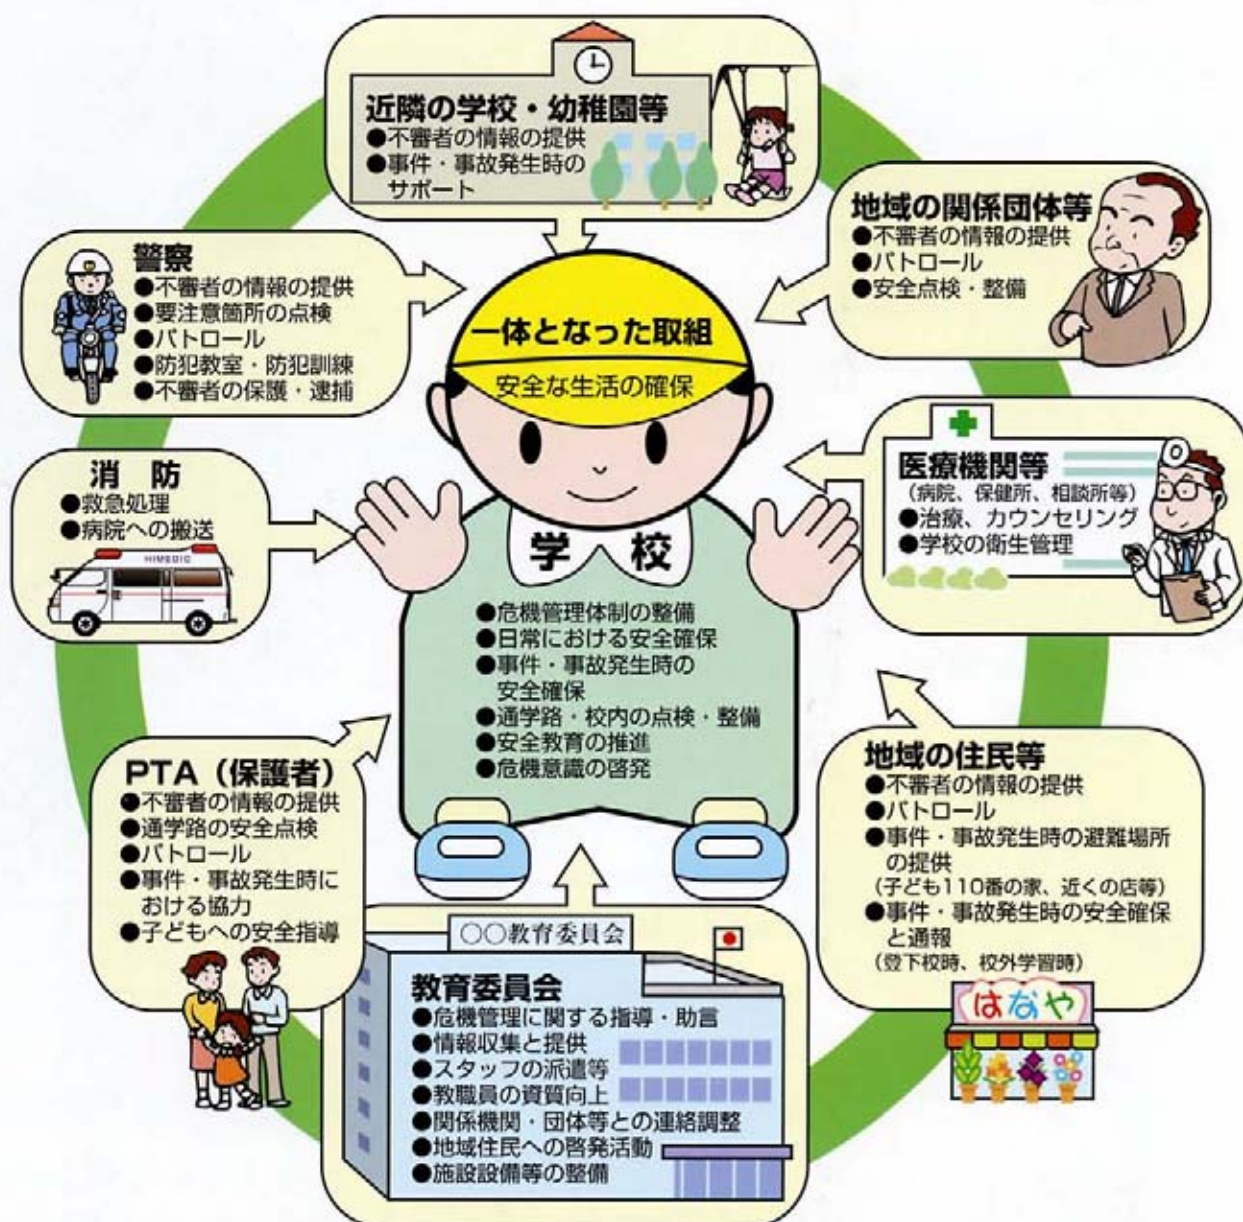 近隣の学校・幼稚園等
●不審者の情報の提供
●事件・事故発生時の
サポート
地域の関係団体等
●不審者の情報の提供
●パトロール
●安全点検・整備
警察
●不審者の情報の提供
●要注意箇所の点検
●パトロール
●防犯教室・防犯訓練
●不審者の保護・逮捕
一体となった取組
安全な生活の確保
消 防
●救急処理
●病院への搬送
HIMEDIC
医療機関等
(病院、保健所、相談所等)
●治療、カウンセリング
●学校の衛生管理
学 校
●危機管理体制の整備
●日常における安全確保
●事件・事故発生時の
安全確保
●通学路・校内の点検・整備
●安全教育の推進
●危機意識の啓発
PTA(保護者)
●不審者の情報の提供
●通学路の安全点検
●パトロール
●事件・事故発生時に
おける協力
●子どもへの安全指導
地域の住民等
●不審者の情報の提供
●パトロール
●事件・事故発生時の避難場所
の提供
(子ども110番の家、近くの店等)
●事件・事故発生時の安全確保
と通報
(登下校時、校外学習時)
はなや
〇〇教育委員会
教育委員会
●危機管理に関する指導・助言
●情報収集と提供
●スタッフの派遣等
●教職員の資質向上
●関係機関・団体等との連絡調整
●地域住民への啓発活動
●施設設備等の整備